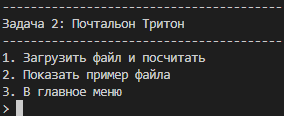 ----------------------------------------
Задача 2: Почтальон Тритон
----------------------------------------
1. Загрузить файл и посчитать
2. Показать пример файла
3. В главное меню
>